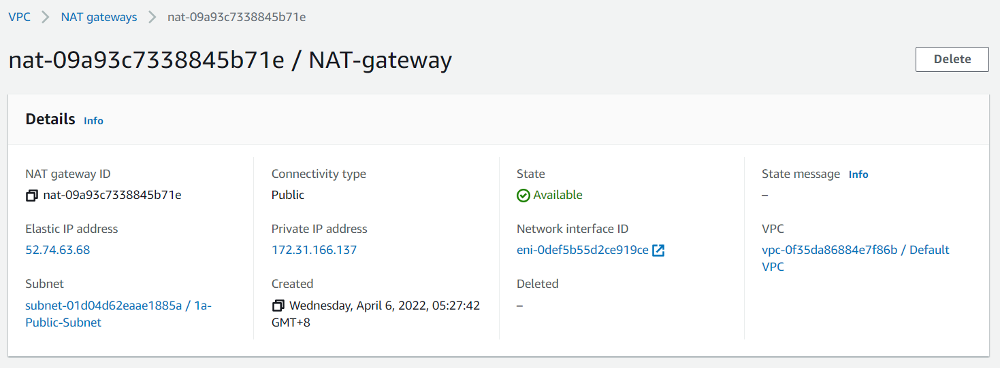 VPC > NAT gateways > nat-09a93c7338845b71e
nat-09a93c7338845b71e / NAT-gateway
Delete
Details Info
NAT gateway ID
nat-09a93c7338845b71e
Connectivity type
Public
State
Available
State message Info
–
Elastic IP address
52.74.63.68
Private IP address
172.31.166.137
Network interface ID
eni-0def5b55d2ce919ce
VPC
vpc-0f35da86884e7f86b / Default
VPC
Subnet
subnet-01d04d62eaae1885a / 1a-
Public-Subnet
Created
Wednesday, April 6, 2022, 05:27:42
GMT+8
Deleted
–